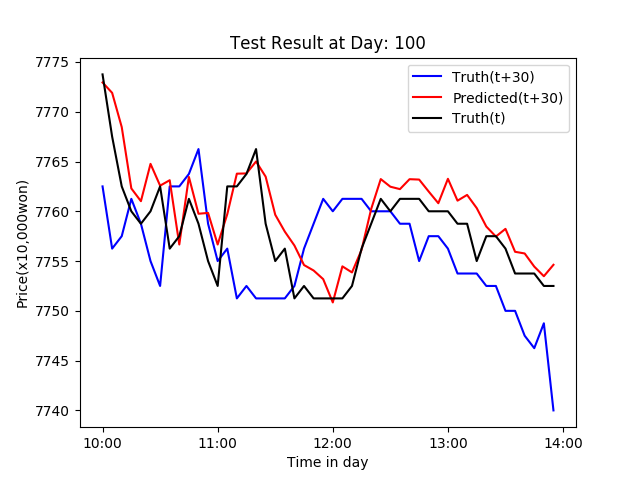 Test Result at Day: 100
Price(x10,000won)
7775
7770
7765
7760
7755
7750
7745
7740
Truth(t+30)
Predicted(t+30)
Truth(t)
10:00 11:00 12:00 13:00 14:00
Time in day